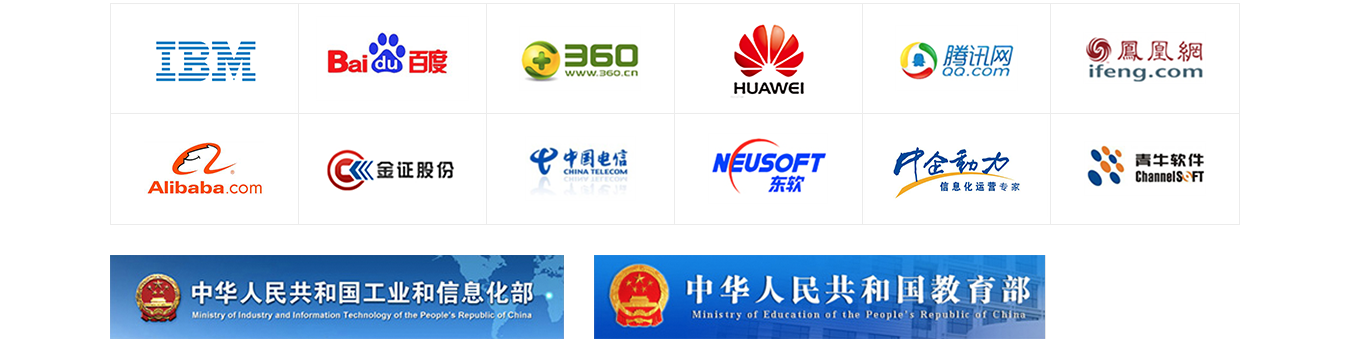 IBM
Bai du 百度
360
www.360.cn
HUAWEI
腾讯网
QQ.com
鳳凰網
ifeng.com
Alibaba.com
金证股份
中国电信
CHINA TELECOM
NEUSOFT
东软
中企动力
信息化运营专家
青牛软件
ChannelSOFT
中华人民共和国工业和信息化部
Ministry of Industry and Information Technology of the People's Republic of China
中华人民共和国教育部
Ministry of Education of the People's Republic of China